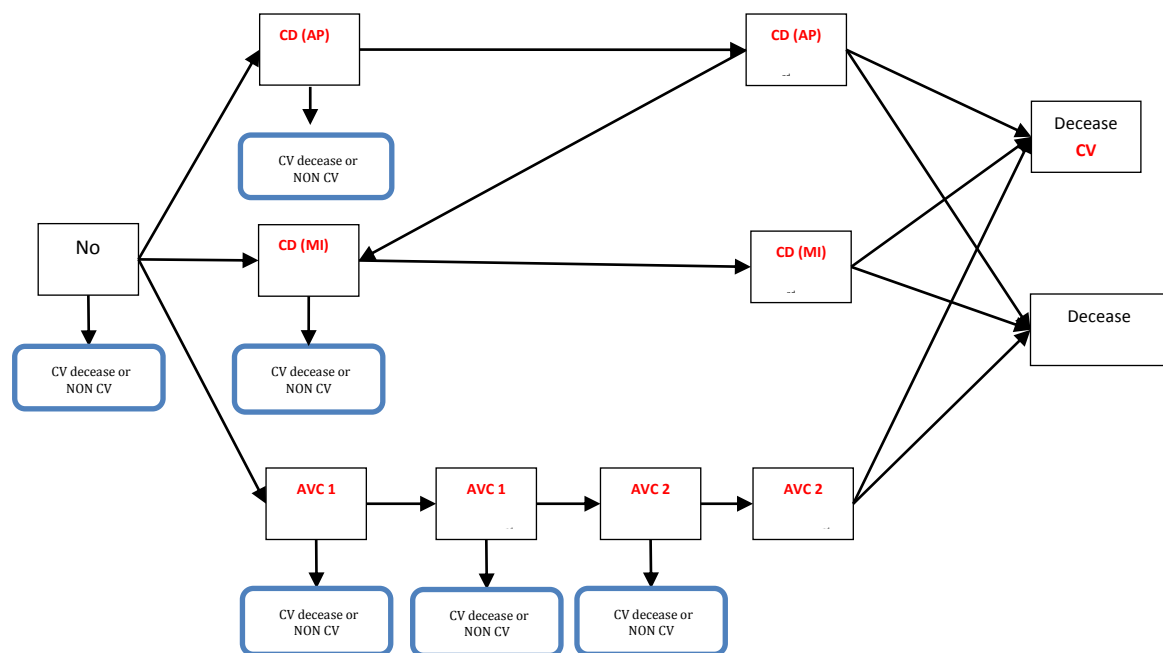 CD (AP)
CD (AP)
Decease
CV
CV decease or
NON CV
No
CD (MI)
CD (MI)
Decease
CV decease or
NON CV
CV decease or
NON CV
AVC 1
AVC 1
AVC 2
AVC 2
CV decease or
NON CV
CV decease or
NON CV
CV decease or
NON CV